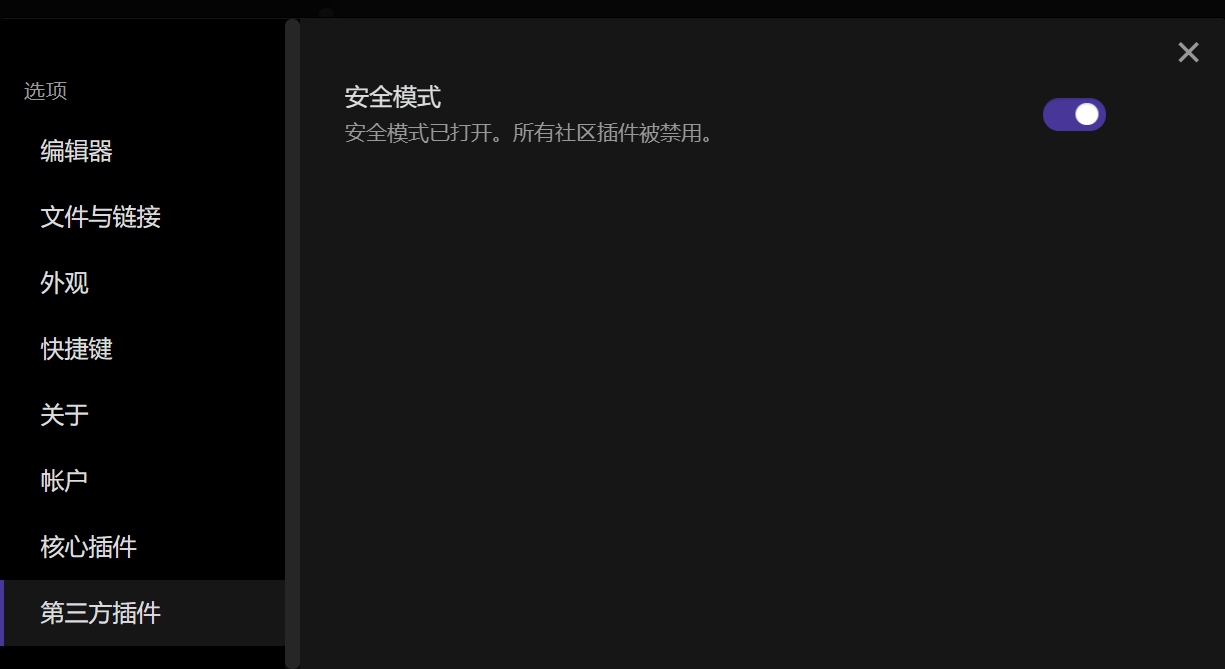 选项
编辑器
文件与链接
外观
快捷键
关于
帐户
核心插件
第三方插件
安全模式
安全模式已打开。所有社区插件被禁用。